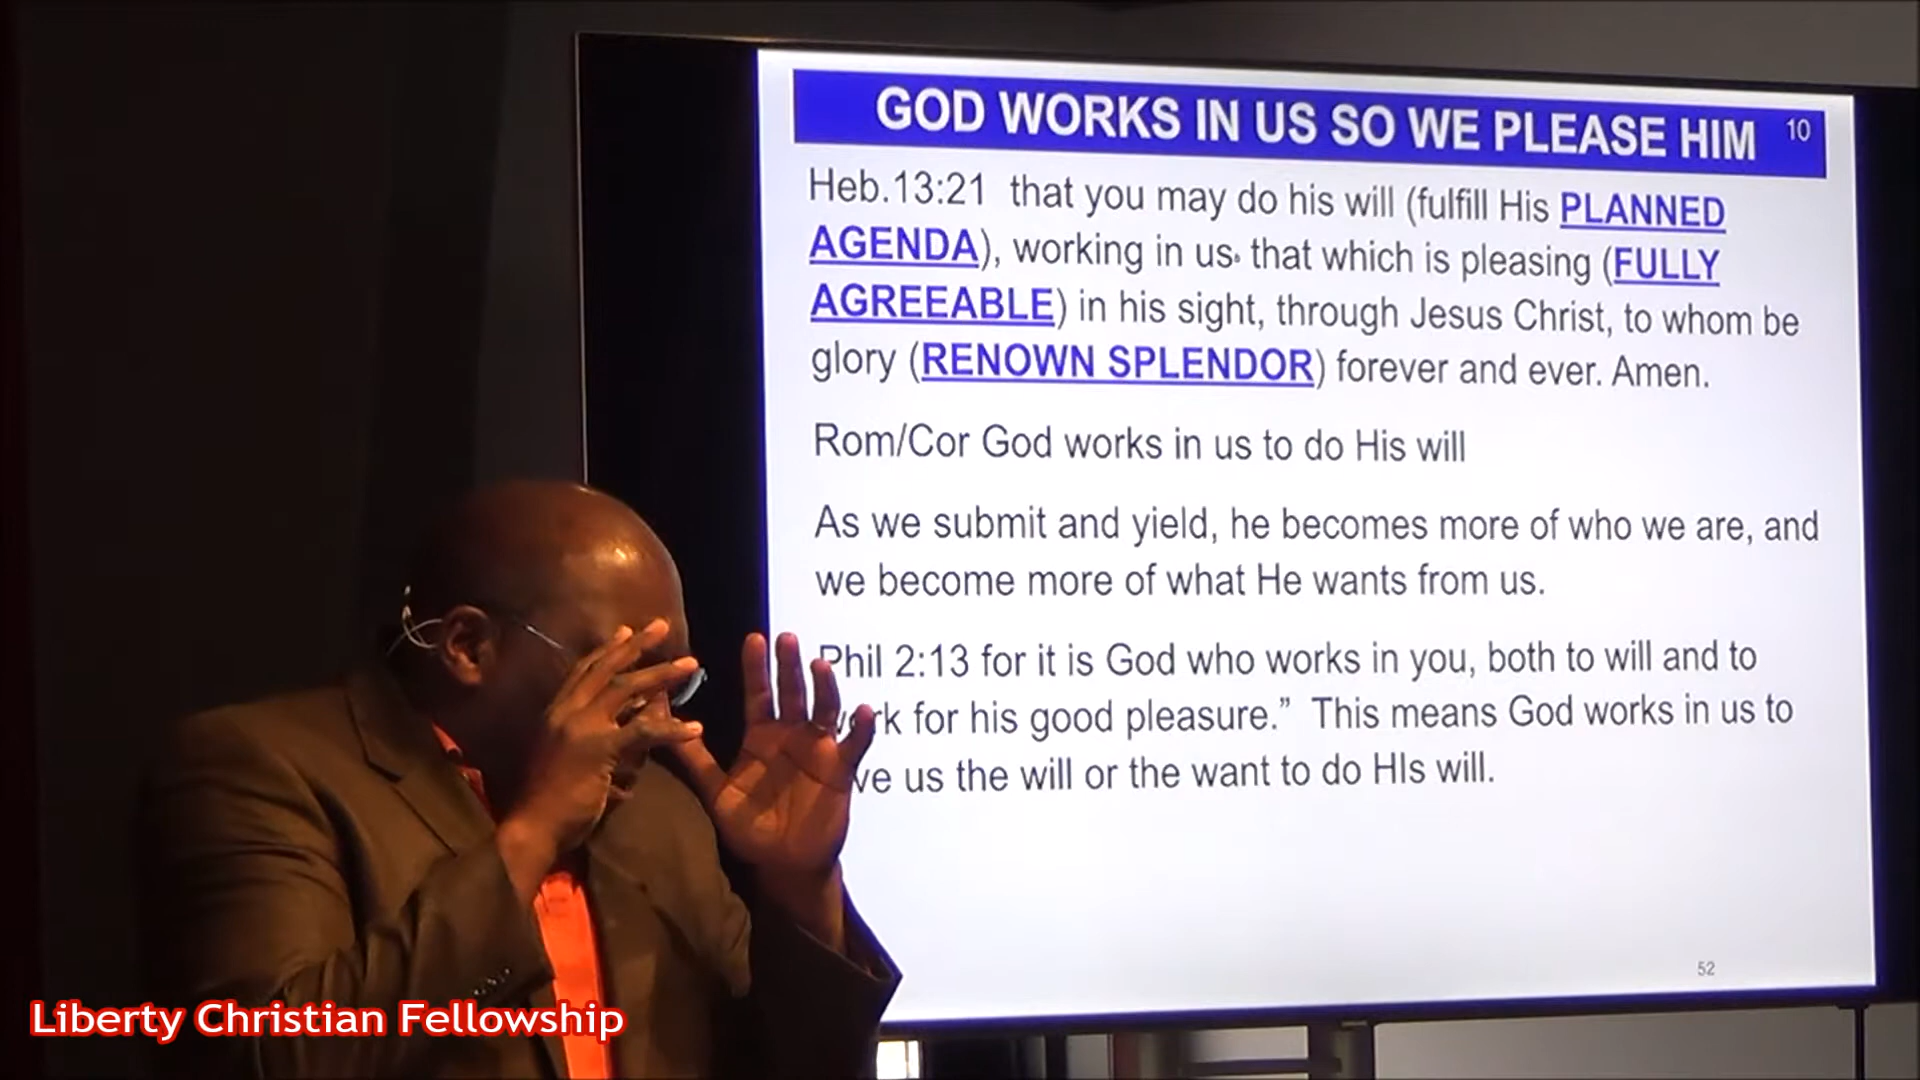 GOD WORKS IN US SO WE PLEASE HIM 10
Heb.13:21 that you may do his will (fulfill His PLANNED
AGENDA), working in us that which is pleasing (FULLY
AGREEABLE) in his sight, through Jesus Christ, to whom be
glory (RENOWN SPLENDOR) forever and ever. Amen.
Rom/Cor God works in us to do His will
As we submit and yield, he becomes more of who we are, and
we become more of what He wants from us.
Phil 2:13 for it is God who works in you, both to will and to
work for his good pleasure.” This means God works in us to
us the will or the want to do HIs will.
52
Liberty Christian Fellowship